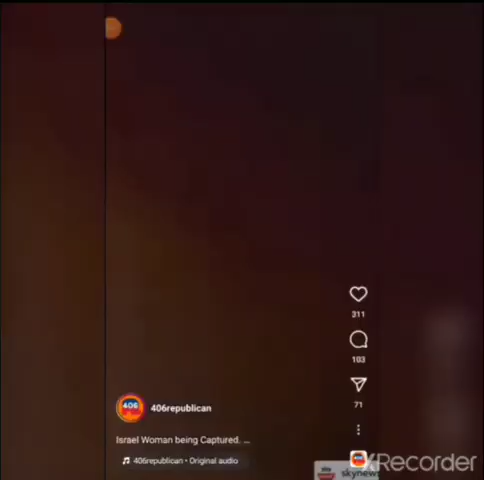 311
103
71
406
406republican
Israel Woman being Captured. ...
406republican • Original audio
skynews
XRecorder